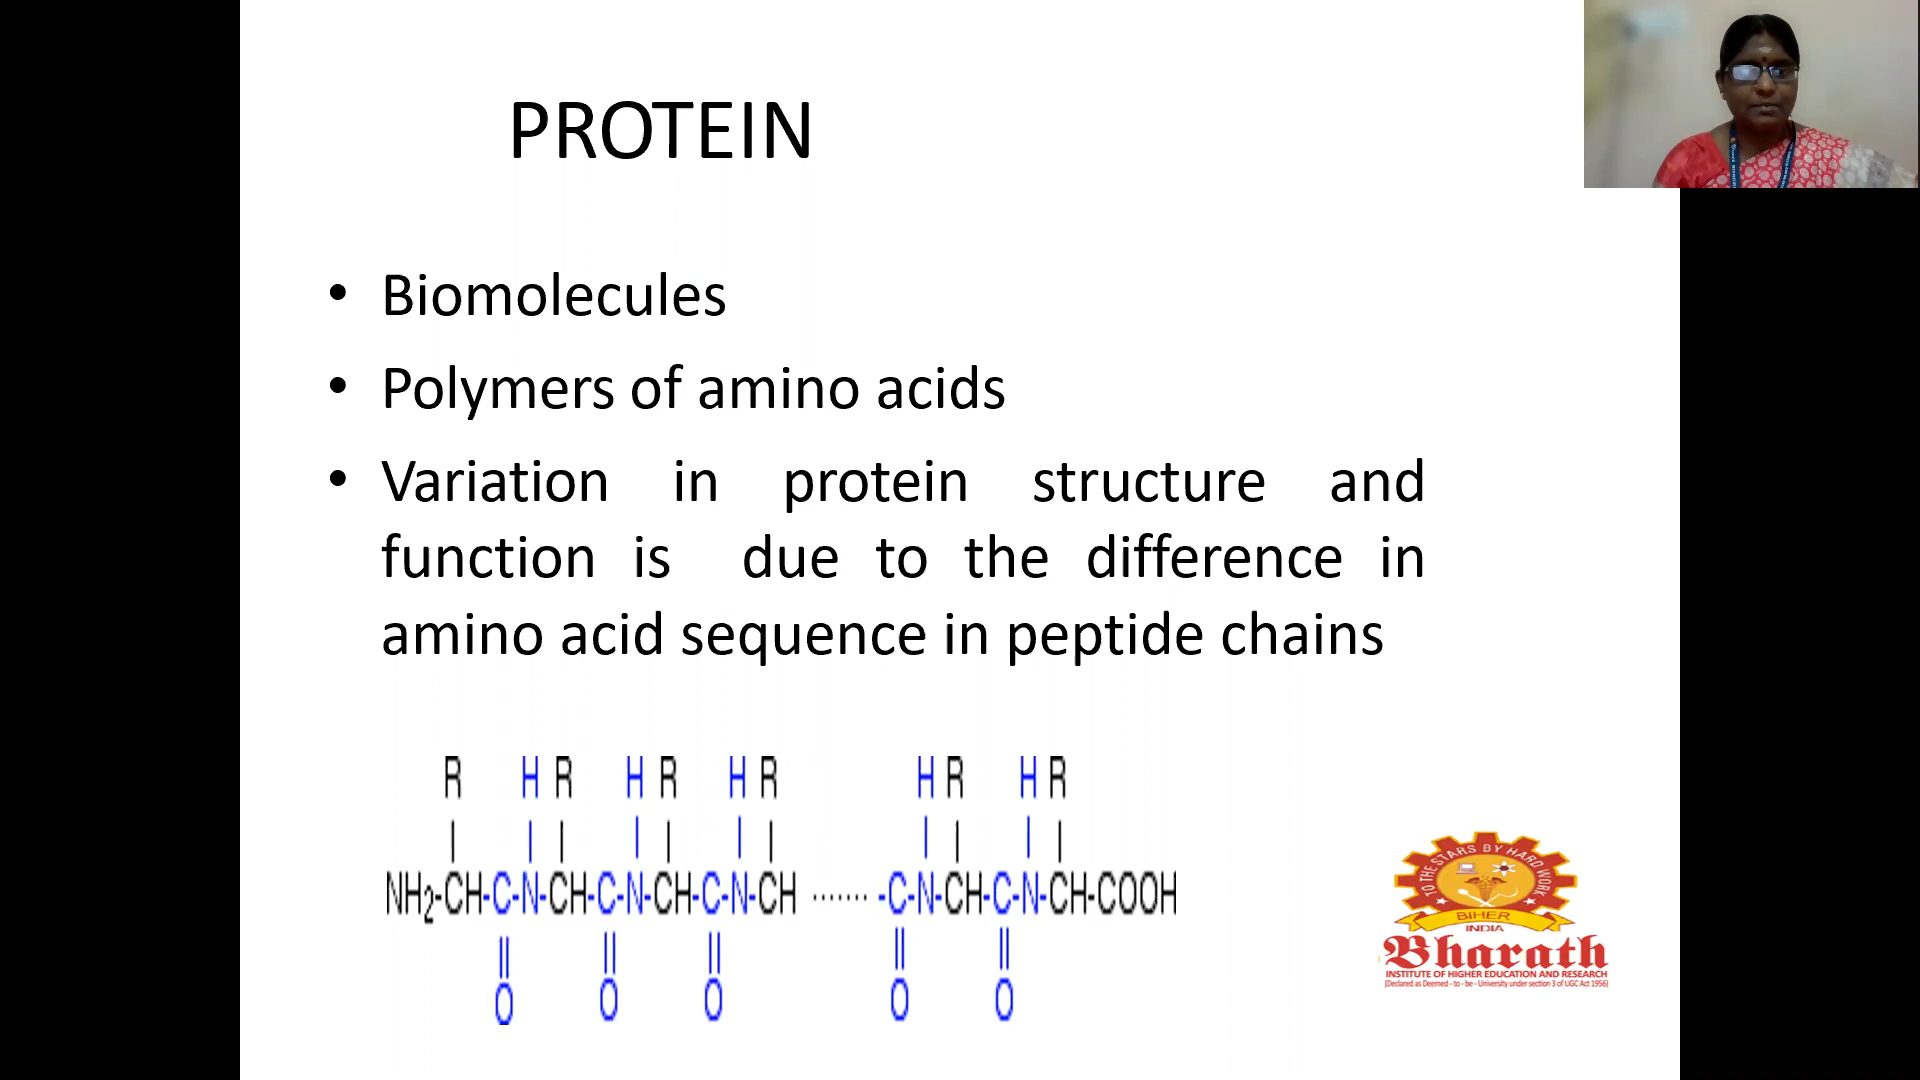 PROTEIN
• Biomolecules
• Polymers of amino acids
• Variation in protein structure and
function is due to the difference in
amino acid sequence in peptide chains
R H R H R H R H R H R
NH2-CH-C-N-CH-C-N-CH-C-N-CH ....... -C-N-CH-C-N-CH-COOH
O O O O O
TO THE STARS BY HARD WORK
BIHER
INDIA
Bharath
INSTITUTE OF HIGHER EDUCATION AND RESEARCH
(Declared as Deemed - to - be - University under section 3 of UGC Act 1956)